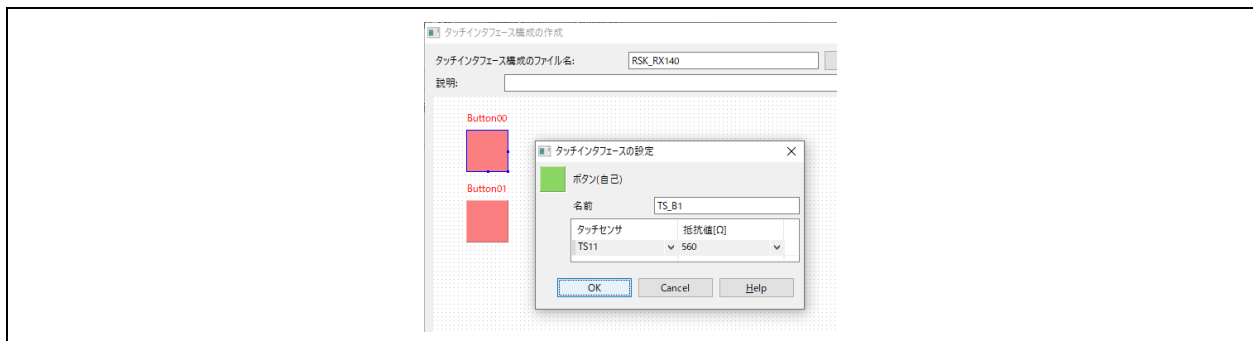 タッチインタフェース構成の作成
タッチインタフェース構成のファイル名: RSK_RX140
説明:
Button00
Button01
タッチインタフェースの設定
ボタン(自己)
名前 TS_B1
タッチセンサ 抵抗値[Ω]
TS11 560
OK Cancel Help